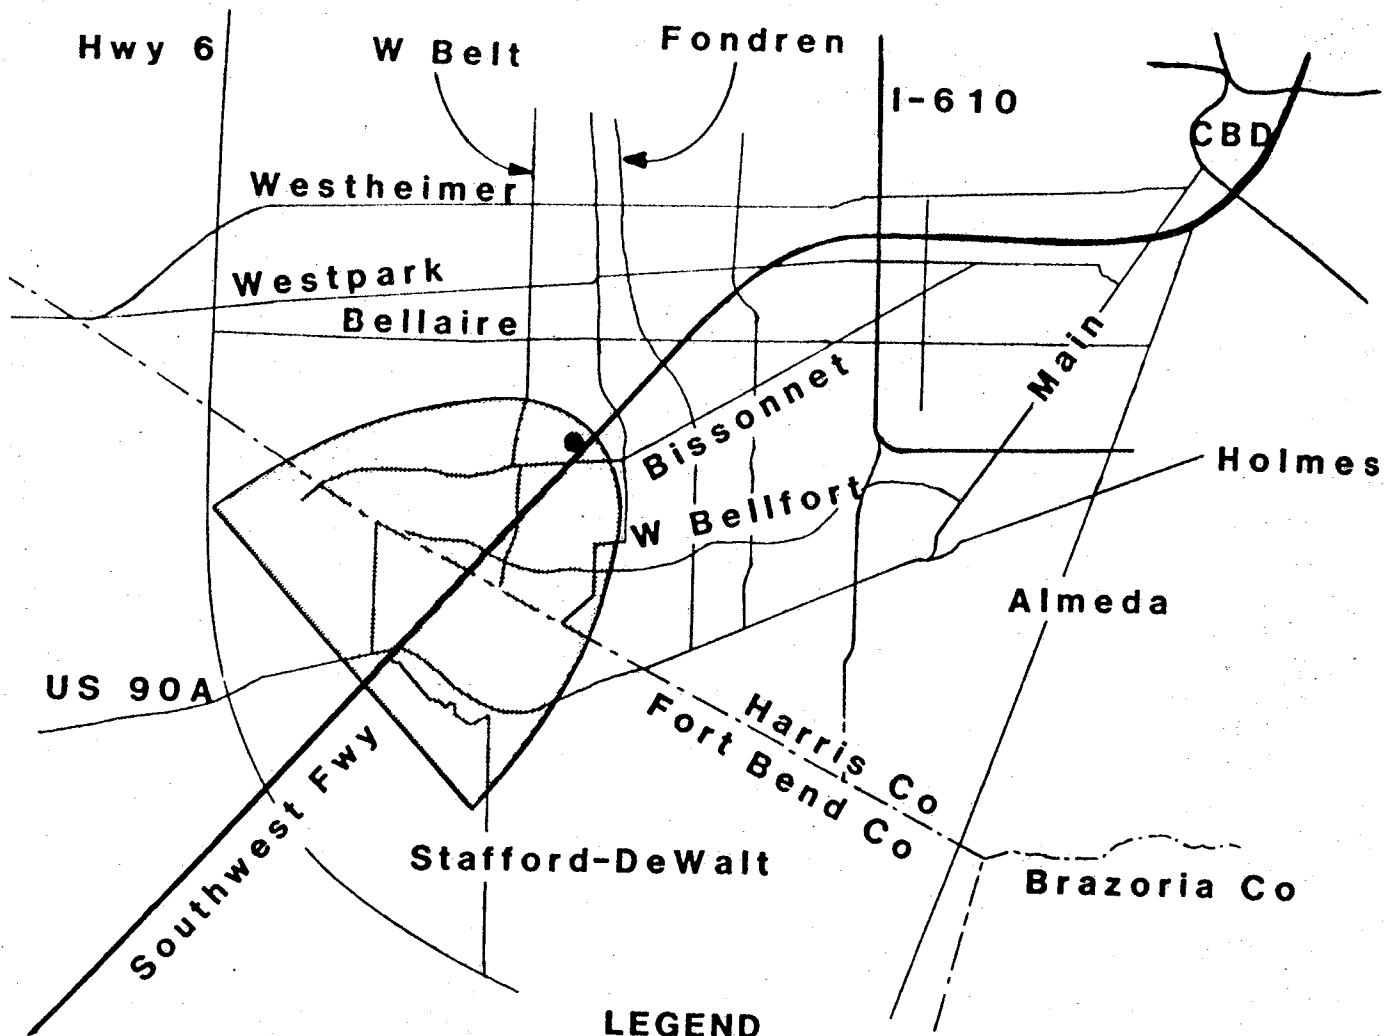 Hwy 6
W Belt
Fondren
I-610
CBD
Westheimer
Westpark
Bellaire
Main
Bissonnet
Holmes
W Bellfort
Almeda
US 90A
Harris Co
Fort Bend Co
Southwest Fwy
Stafford-DeWalt
Brazoria Co
LEGEND